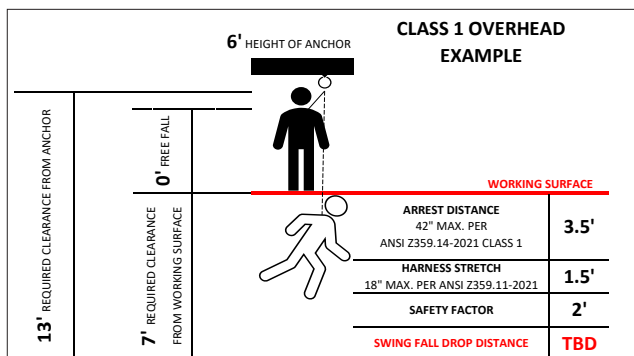 CLASS 1 OVERHEAD
EXAMPLE
6' HEIGHT OF ANCHOR
13' REQUIRED CLEARANCE FROM ANCHOR
0' FREE FALL
7' REQUIRED CLEARANCE
FROM WORKING SURFACE
WORKING SURFACE
ARREST DISTANCE
42" MAX. PER
ANSI Z359.14-2021 CLASS 1
3.5'
HARNESS STRETCH
18" MAX. PER ANSI Z359.11-2021
1.5'
SAFETY FACTOR
2'
SWING FALL DROP DISTANCE
TBD